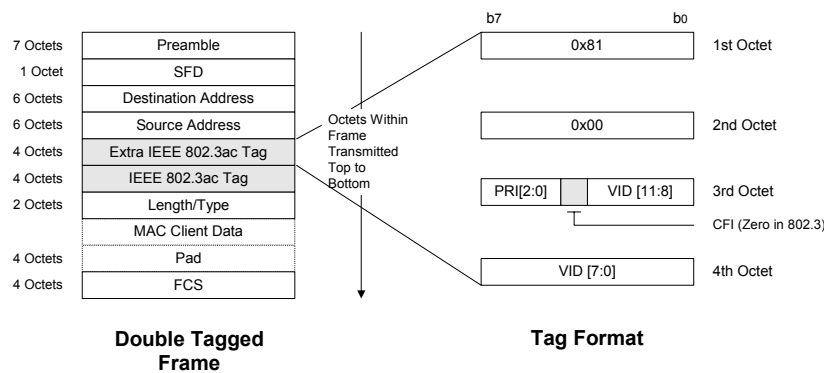 7 Octets Preamble
1 Octet SFD
6 Octets Destination Address
6 Octets Source Address
4 Octets Extra IEEE 802.3ac Tag
4 Octets IEEE 802.3ac Tag
2 Octets Length/Type
MAC Client Data
4 Octets Pad
4 Octets FCS
Double Tagged
Frame
Octets Within
Frame
Transmitted
Top to
Bottom
b7 b0
0x81 1st Octet
0x00 2nd Octet
PRI[2:0] VID [11:8] 3rd Octet
CFI (Zero in 802.3)
VID [7:0] 4th Octet
Tag Format